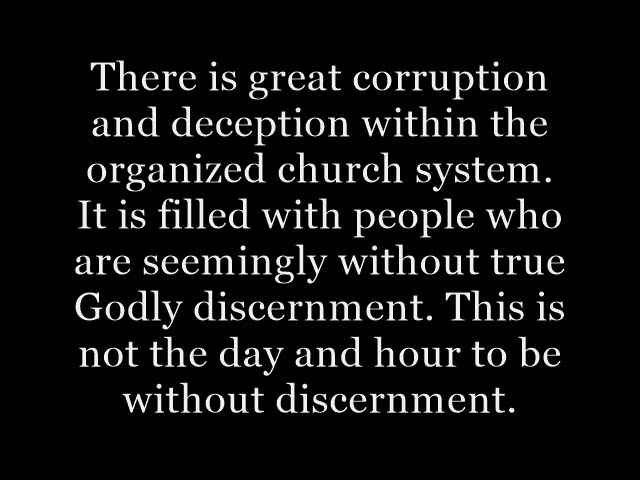 There is great corruption
and deception within the
organized church system.
It is filled with people who
are seemingly without true
Godly discernment. This is
not the day and hour to be
without discernment.